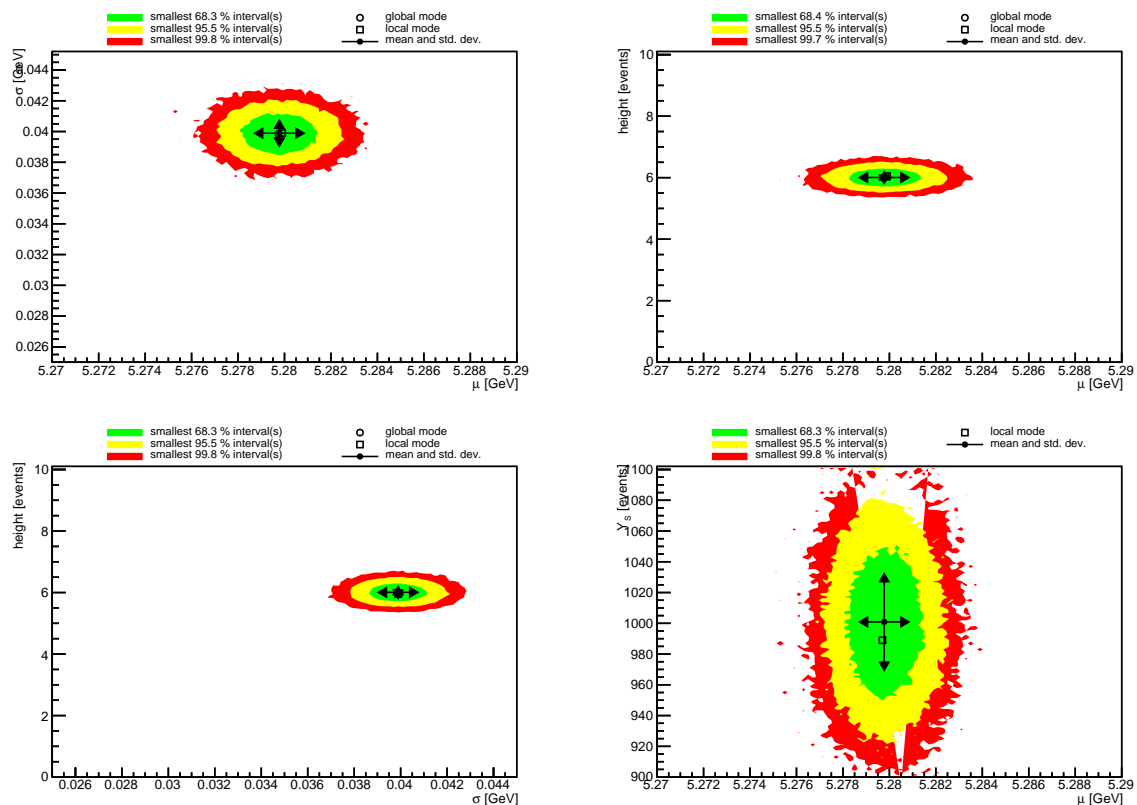 smallest 68.3 % interval(s)
smallest 95.5 % interval(s)
smallest 99.8 % interval(s)
global mode
local mode
mean and std. dev.
σ [GeV]
0.044
0.042
0.04
0.038
0.036
0.034
0.032
0.03
0.028
0.026
5.27 5.272 5.274 5.276 5.278 5.28 5.282 5.284 5.286 5.288 5.29
μ [GeV]
smallest 68.4 % interval(s)
smallest 95.5 % interval(s)
smallest 99.7 % interval(s)
global mode
local mode
mean and std. dev.
height [events]
10
8
6
4
2
0
5.27 5.272 5.274 5.276 5.278 5.28 5.282 5.284 5.286 5.288 5.29
μ [GeV]
smallest 68.3 % interval(s)
smallest 95.5 % interval(s)
smallest 99.8 % interval(s)
global mode
local mode
mean and std. dev.
height [events]
10
8
6
4
2
0
0.026 0.028 0.03 0.032 0.034 0.036 0.038 0.04 0.042 0.044
σ [GeV]
smallest 68.3 % interval(s)
smallest 95.5 % interval(s)
smallest 99.8 % interval(s)
local mode
mean and std. dev.
Y_s [events]
1100
1080
1060
1040
1020
1000
980
960
940
920
900
5.27 5.272 5.274 5.276 5.278 5.28 5.282 5.284 5.286 5.288 5.29
μ [GeV]